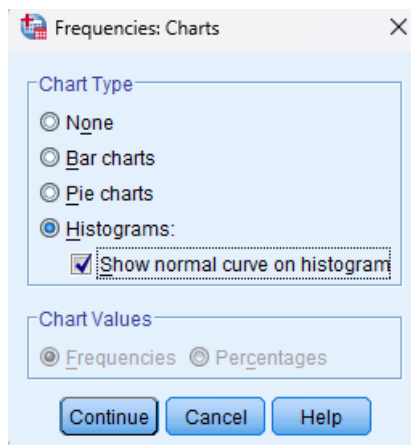 Frequencies: Charts
Chart Type
None
Bar charts
Pie charts
Histograms:
Show normal curve on histogram
Chart Values
Frequencies Percentages
Continue Cancel Help